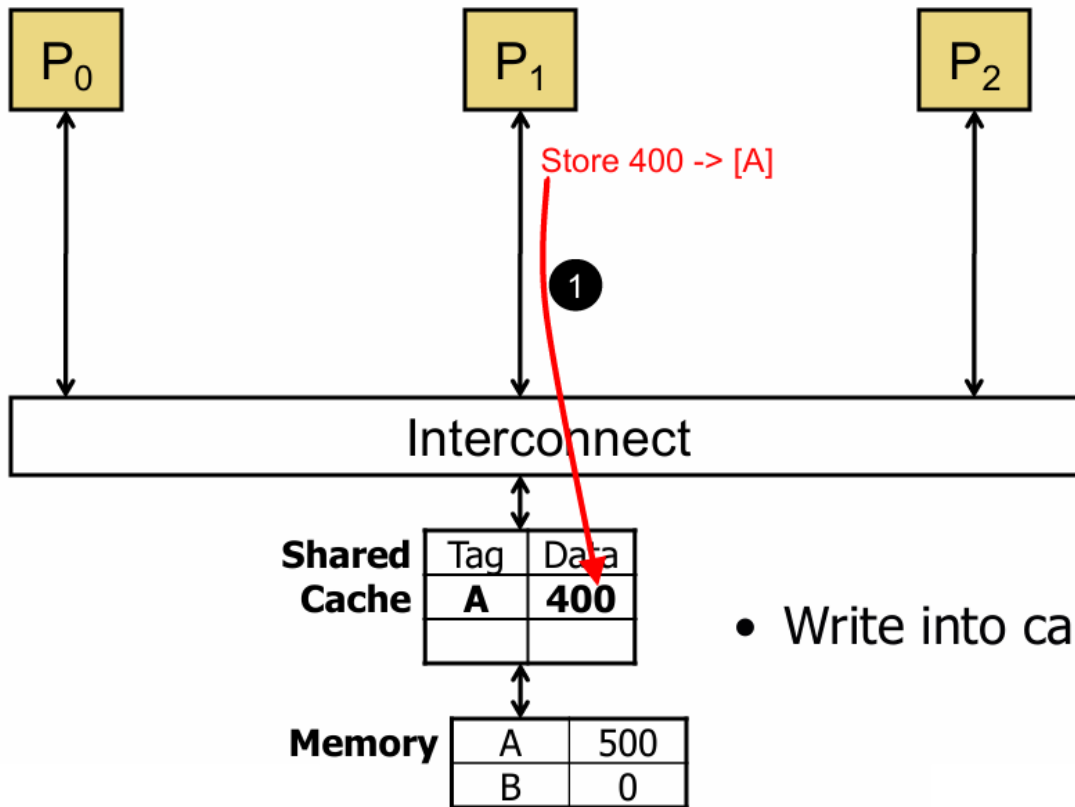 P0 P1 P2
Store 400 -> [A]
1
Interconnect
Shared Tag Data
Cache A 400
• Write into ca
Memory A 500
B 0